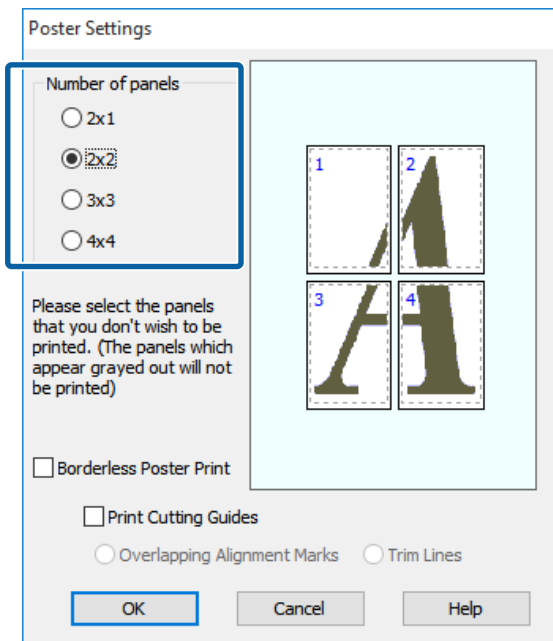 Poster Settings
Number of panels
2x1
2x2
3x3
4x4
1
2
3
4
Please select the panels
that you don't wish to be
printed. (The panels which
appear grayed out will not
be printed)
Borderless Poster Print
Print Cutting Guides
Overlapping Alignment Marks
Trim Lines
OK
Cancel
Help